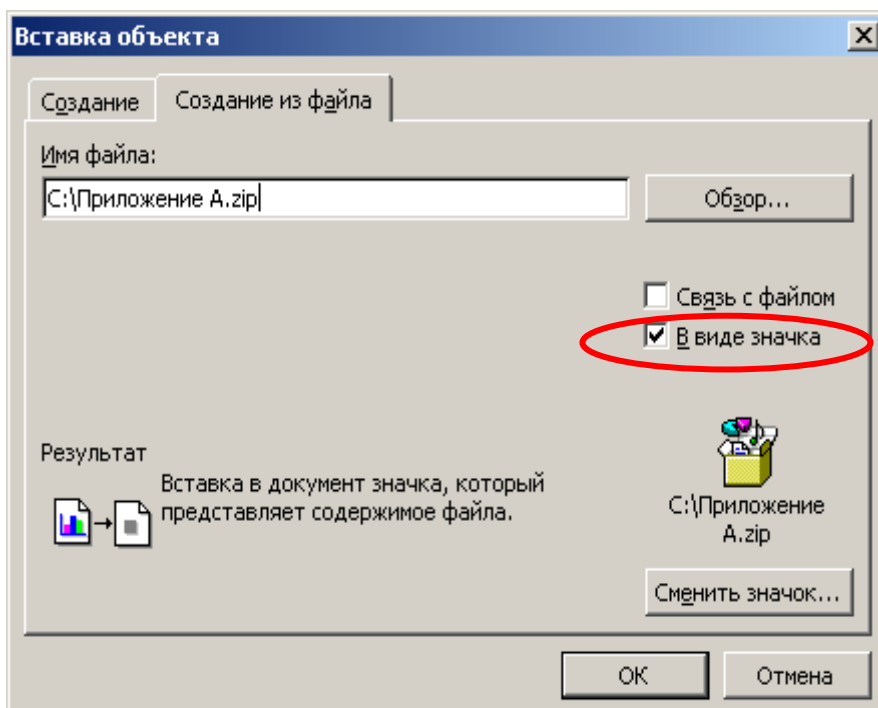 Вставка объекта
Создание
Создание из файла
Имя файла:
C:\Приложение A.zip
Обзор...
Связь с файлом
В виде значка
Результат
Вставка в документ значка, который
представляет содержимое файла.
C:\Приложение
A.zip
Сменить значок...
OK
Отмена